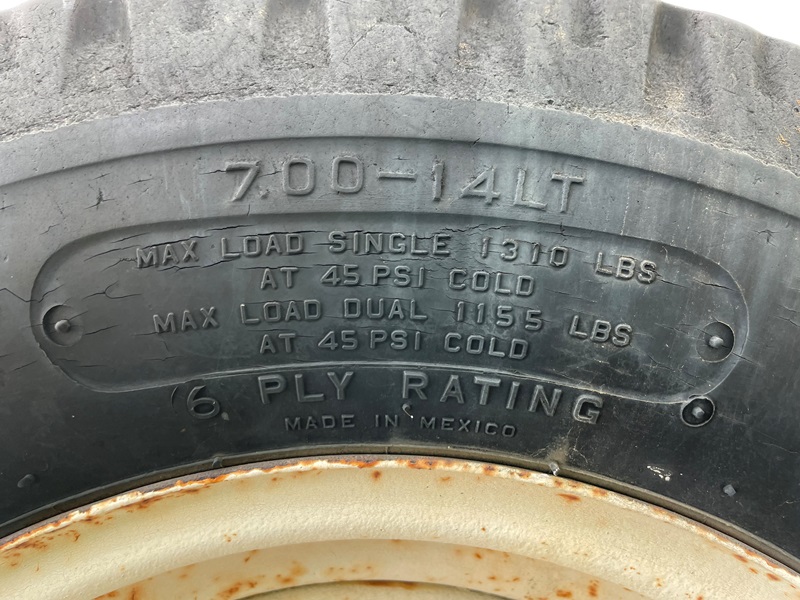 7.00-14LT
MAX LOAD SINGLE 1310 LBS
AT 45 PSI COLD
MAX LOAD DUAL 1155 LBS
AT 45 PSI COLD
6 PLY RATING
MADE IN MEXICO